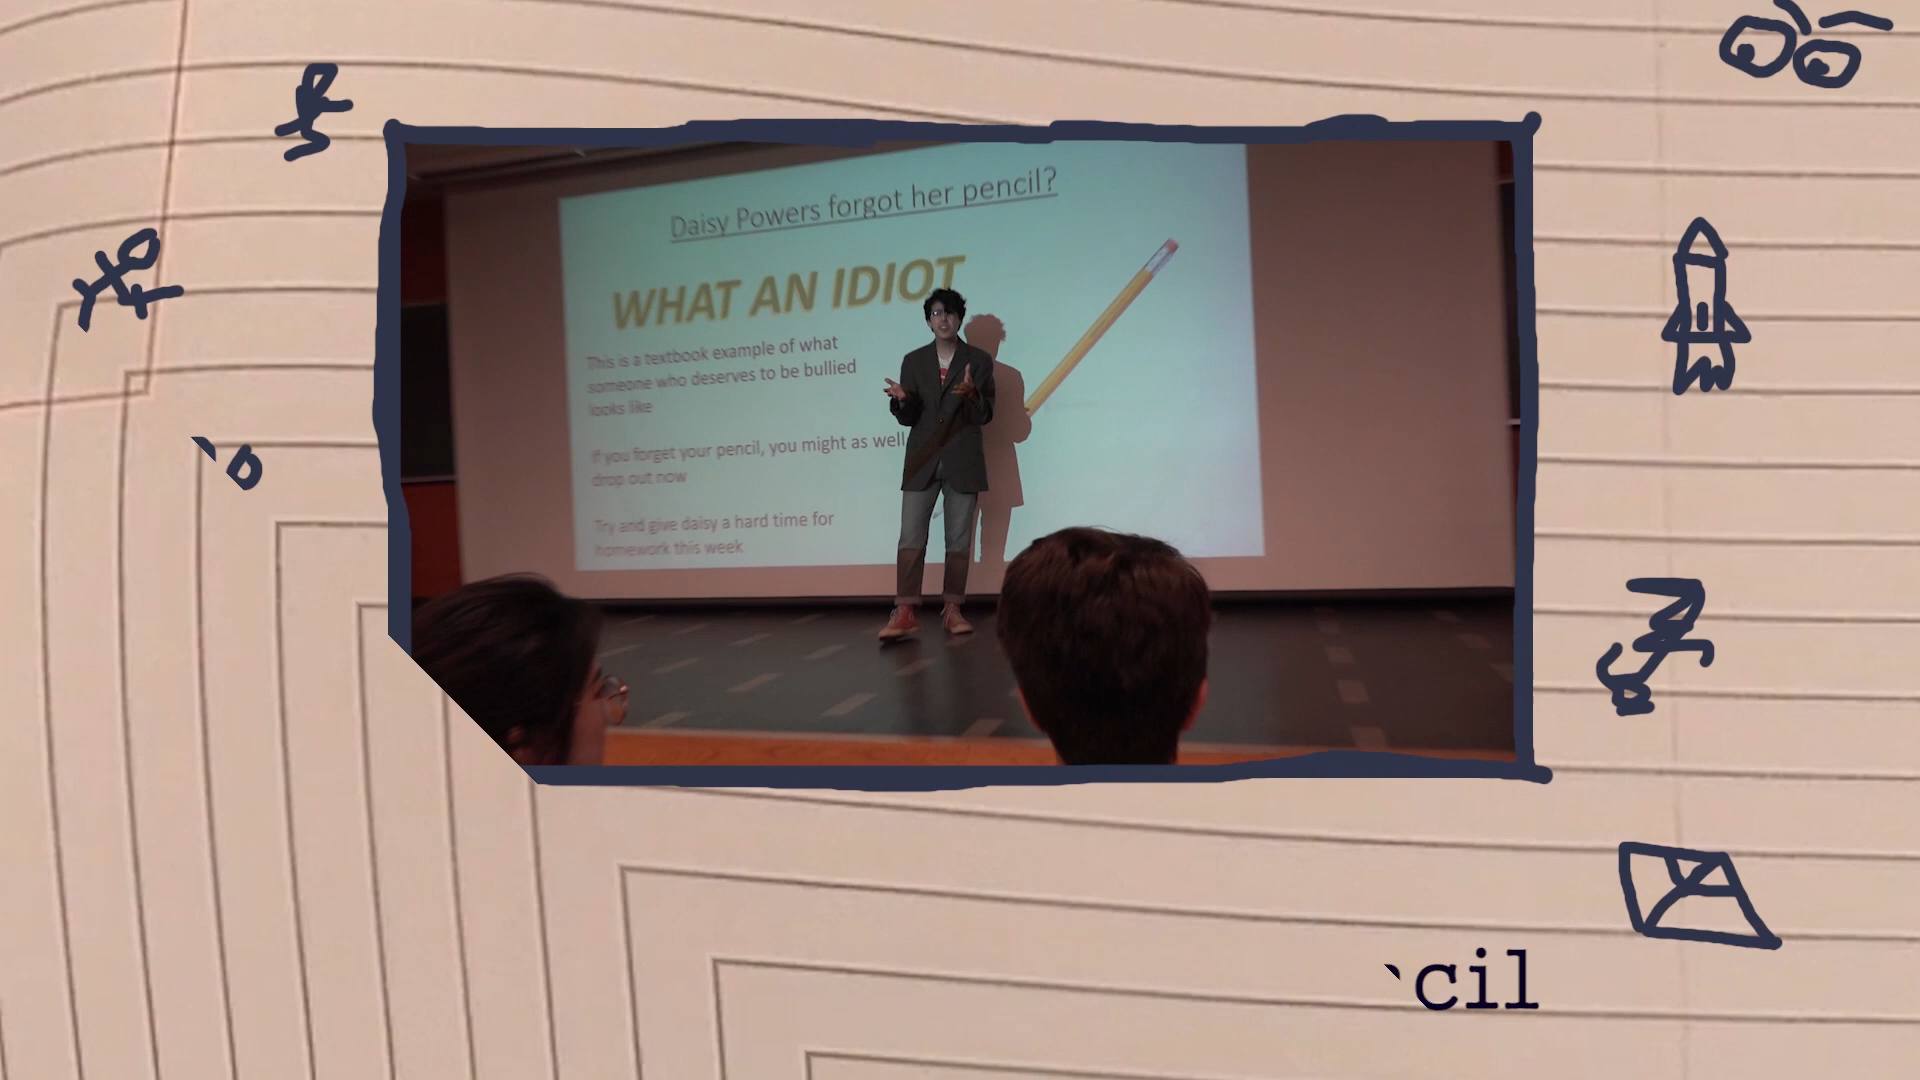 Daisy Powers forgot her pencil?
WHAT AN IDIOT
This is a textbook example of what
someone who deserves to be bullied
looks like
If you forget your pencil, you might as well
drop out now
Try and give daisy a hard time for
homework this week
cil